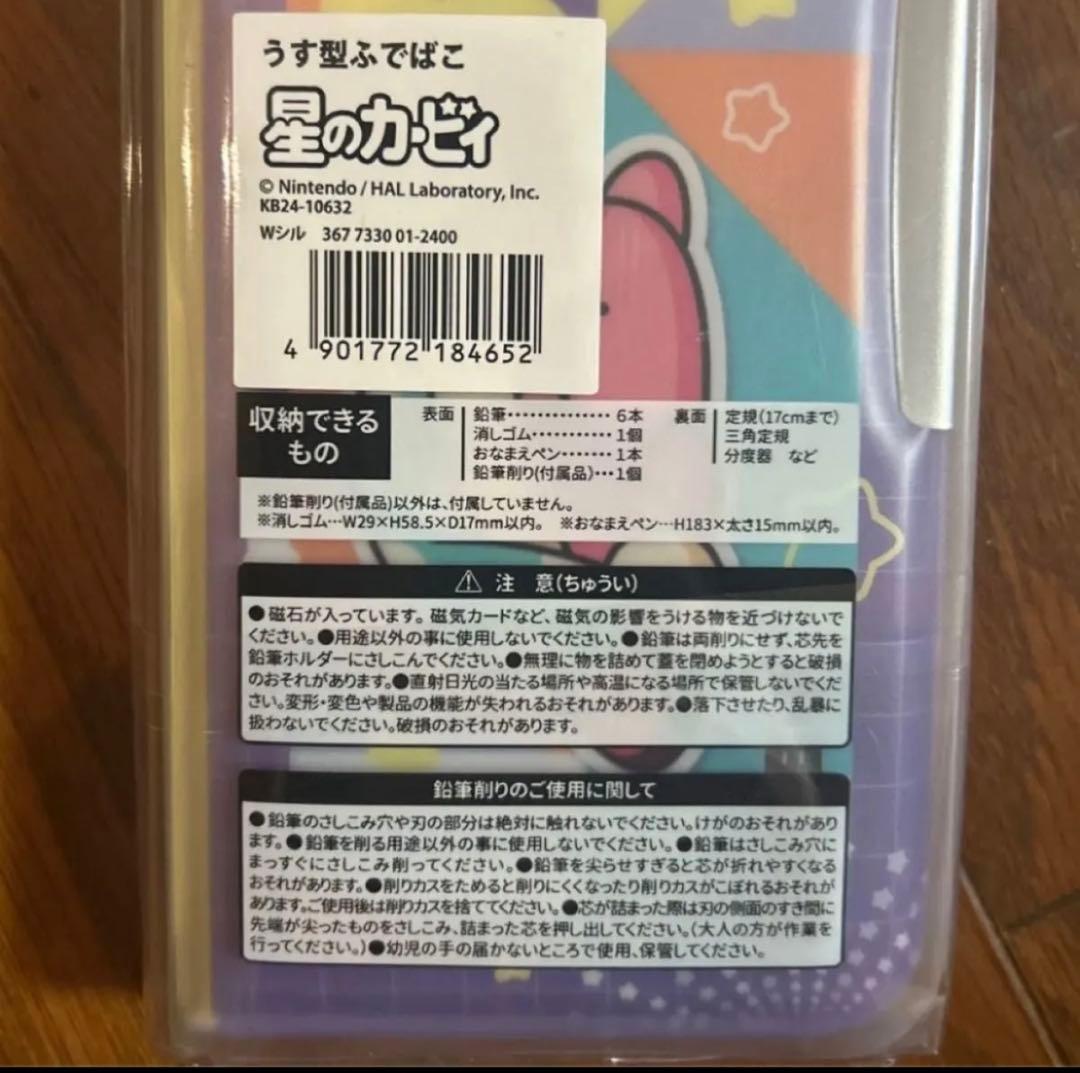 うす型ふでばこ
星のカービィ
© Nintendo / HAL Laboratory, Inc.
KB24-10632
Wシル 367 7330 01-2400
4 901772 184652
収納できる
もの
表面
鉛筆‥‥‥‥‥‥‥ 6本
消しゴム‥‥‥‥‥ 1個
おなまえペン‥‥‥ 1本
鉛筆削り(付属品)…1個
裏面
定規(17cmまで)
三角定規
分度器 など
※鉛筆削り(付属品)以外は、付属していません。
※消しゴム…W29×H58.5×D17mm以内。 ※おなまえペン…H183×太さ15mm以内。
⚠ 注 意(ちゅうい)
●磁石が入っています。磁気カードなど、磁気の影響をうける物を近づけないで
ください。●用途以外の事に使用しないでください。●鉛筆は両削りにせず、芯先を
鉛筆ホルダーにさしこんでください。●無理に物を詰めて蓋を閉めようとすると破損
のおそれがあります。●直射日光の当たる場所や高温になる場所で保管しないでくだ
さい。変形・変色や製品の機能が失われるおそれがあります。●落下させたり、乱暴に
扱わないでください。破損のおそれがあります。
鉛筆削りのご使用に関して
●鉛筆のさしこみ穴や刃の部分は絶対に触れないでください。けがのおそれがあり
ます。●鉛筆を削る用途以外の事に使用しないでください。●鉛筆はさしこみ穴に
まっすぐにさしこみ削ってください。●鉛筆を尖らせすぎると芯が折れやすくなる
おそれがあります。●削りカスをためると削りにくくなったり削りカスがこぼれるおそれが
あります。ご使用後は削りカスを捨ててください。●芯が詰まった際は刃の側面のすき間に
先端が尖ったものをさしこみ、詰まった芯を押し出してください。(大人の方が作業を
行ってください。)●幼児の手の届かないところで使用、保管してください。